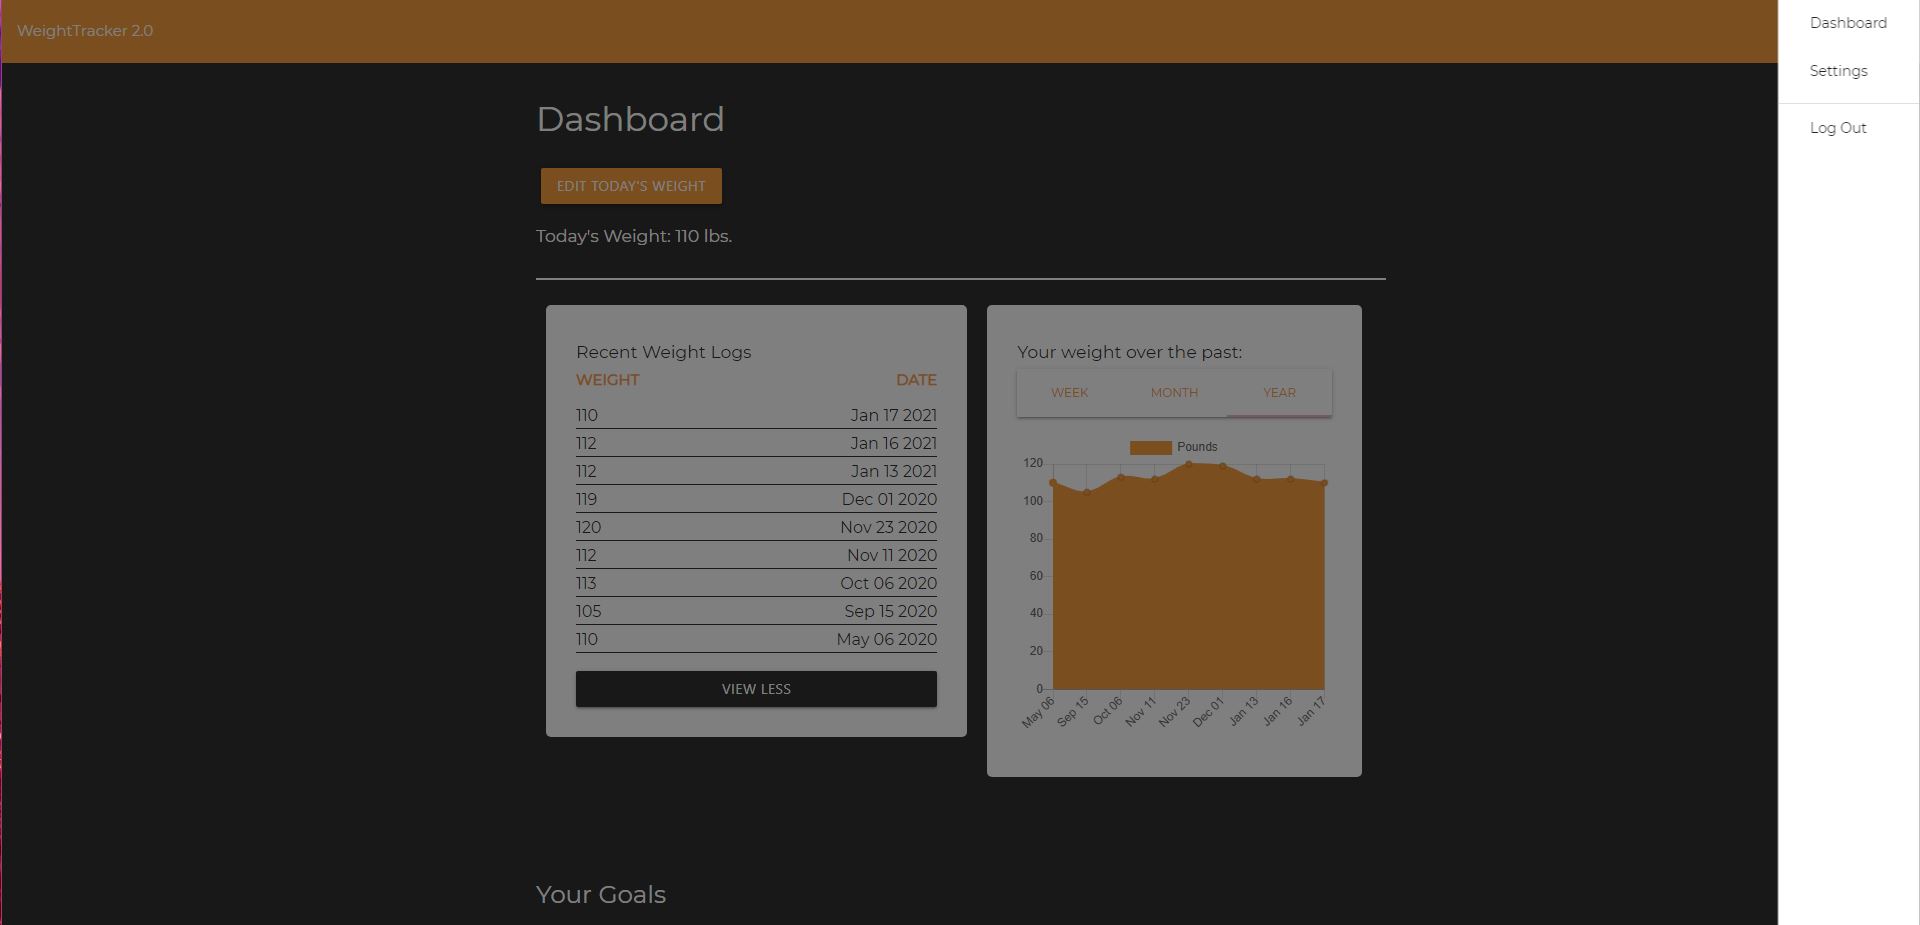 WeightTracker 2.0
Dashboard
Settings
Log Out
Dashboard
EDIT TODAY'S WEIGHT
Today's Weight: 110 lbs.
Recent Weight Logs
WEIGHT DATE
110 Jan 17 2021
112 Jan 16 2021
112 Jan 13 2021
119 Dec 01 2020
120 Nov 23 2020
112 Nov 11 2020
113 Oct 06 2020
105 Sep 15 2020
110 May 06 2020
VIEW LESS
Your weight over the past:
WEEK MONTH YEAR
Pounds
120
100
80
60
40
20
0
May 06 Sep 15 Oct 06 Nov 11 Nov 23 Dec 01 Jan 13 Jan 16 Jan 17
Your Goals